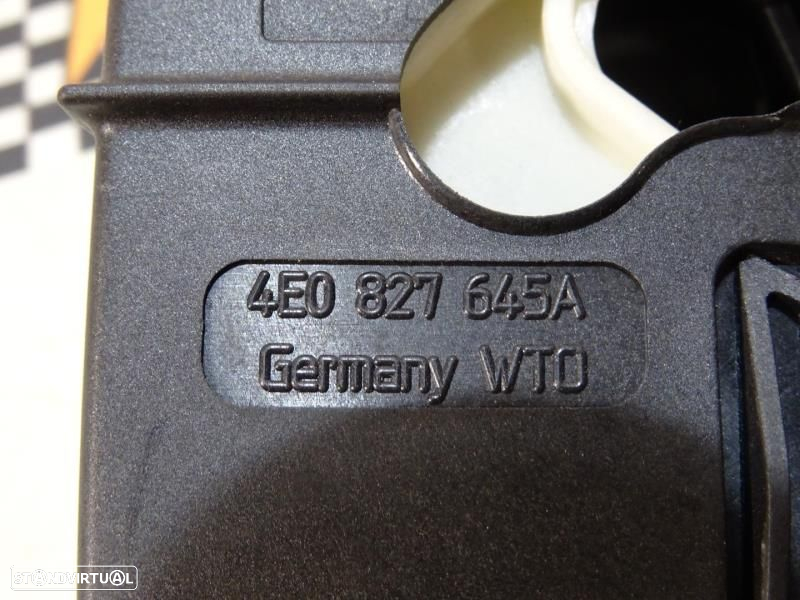 4E0 827 645A
Germany WTO
STANDVIRTUAL